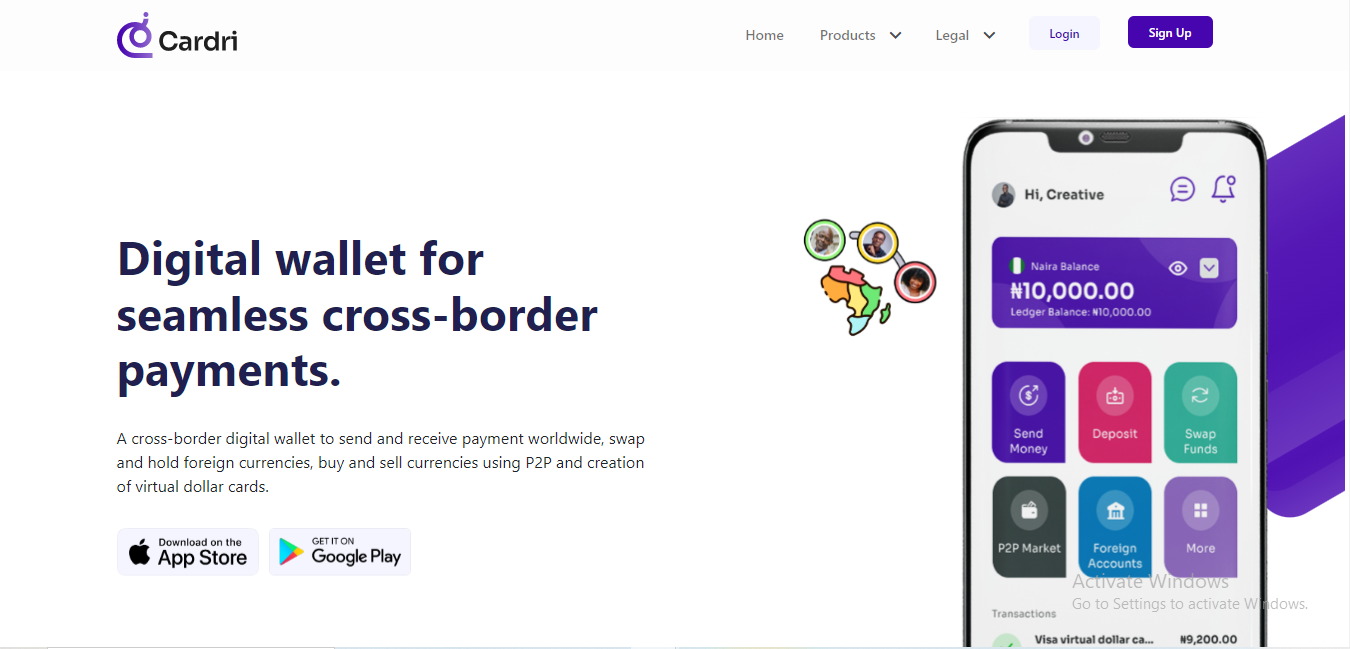 Cardri
Home
Products
Legal
Login
Sign Up
Digital wallet for
seamless cross-border
payments.
A cross-border digital wallet to send and receive payment worldwide, swap
and hold foreign currencies, buy and sell currencies using P2P and creation
of virtual dollar cards.
Download on the
App Store
GET IT ON
Google Play
Hi, Creative
Naira Balance
₦10,000.00
Ledger Balance: ₦10,000.00
Send
Money
Deposit
Swap
Funds
P2P Market
Foreign
Accounts
More
Activate Windows
Go to Settings to activate Windows.
Transactions
Visa virtual dollar ca...
₦9,200.00